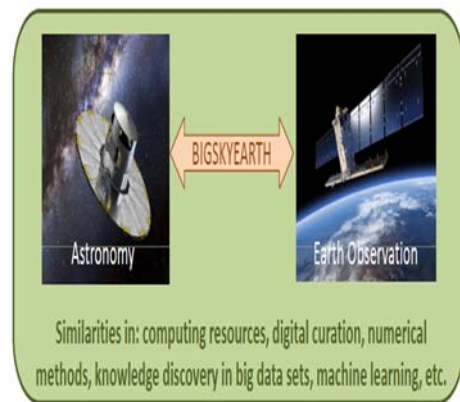 BIGSKYEARTH
Astronomy
Earth Observation
Similarities in: computing resources, digital curation, numerical
methods, knowledge discovery in big data sets, machine learning, etc.